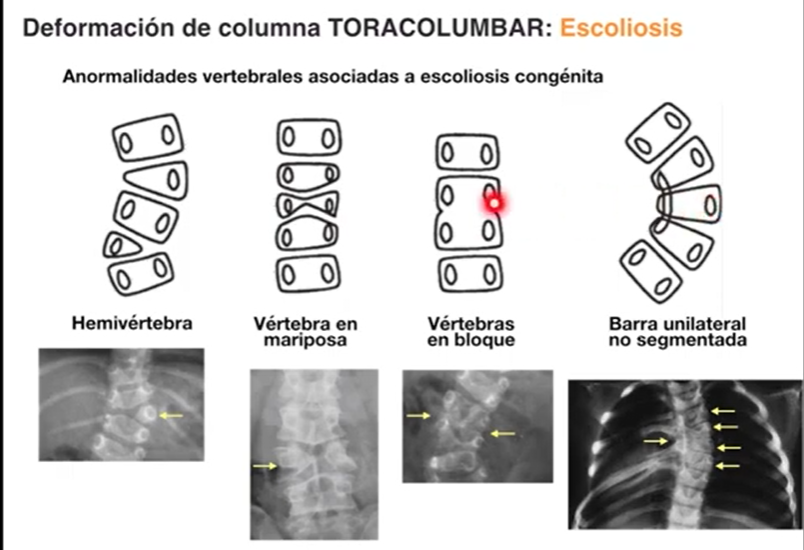 Deformación de columna TORACOLUMBAR: Escoliosis
Anormalidades vertebrales asociadas a escoliosis congénita
Hemivértebra
Vértebra en
mariposa
Vértebras
en bloque
Barra unilateral
no segmentada